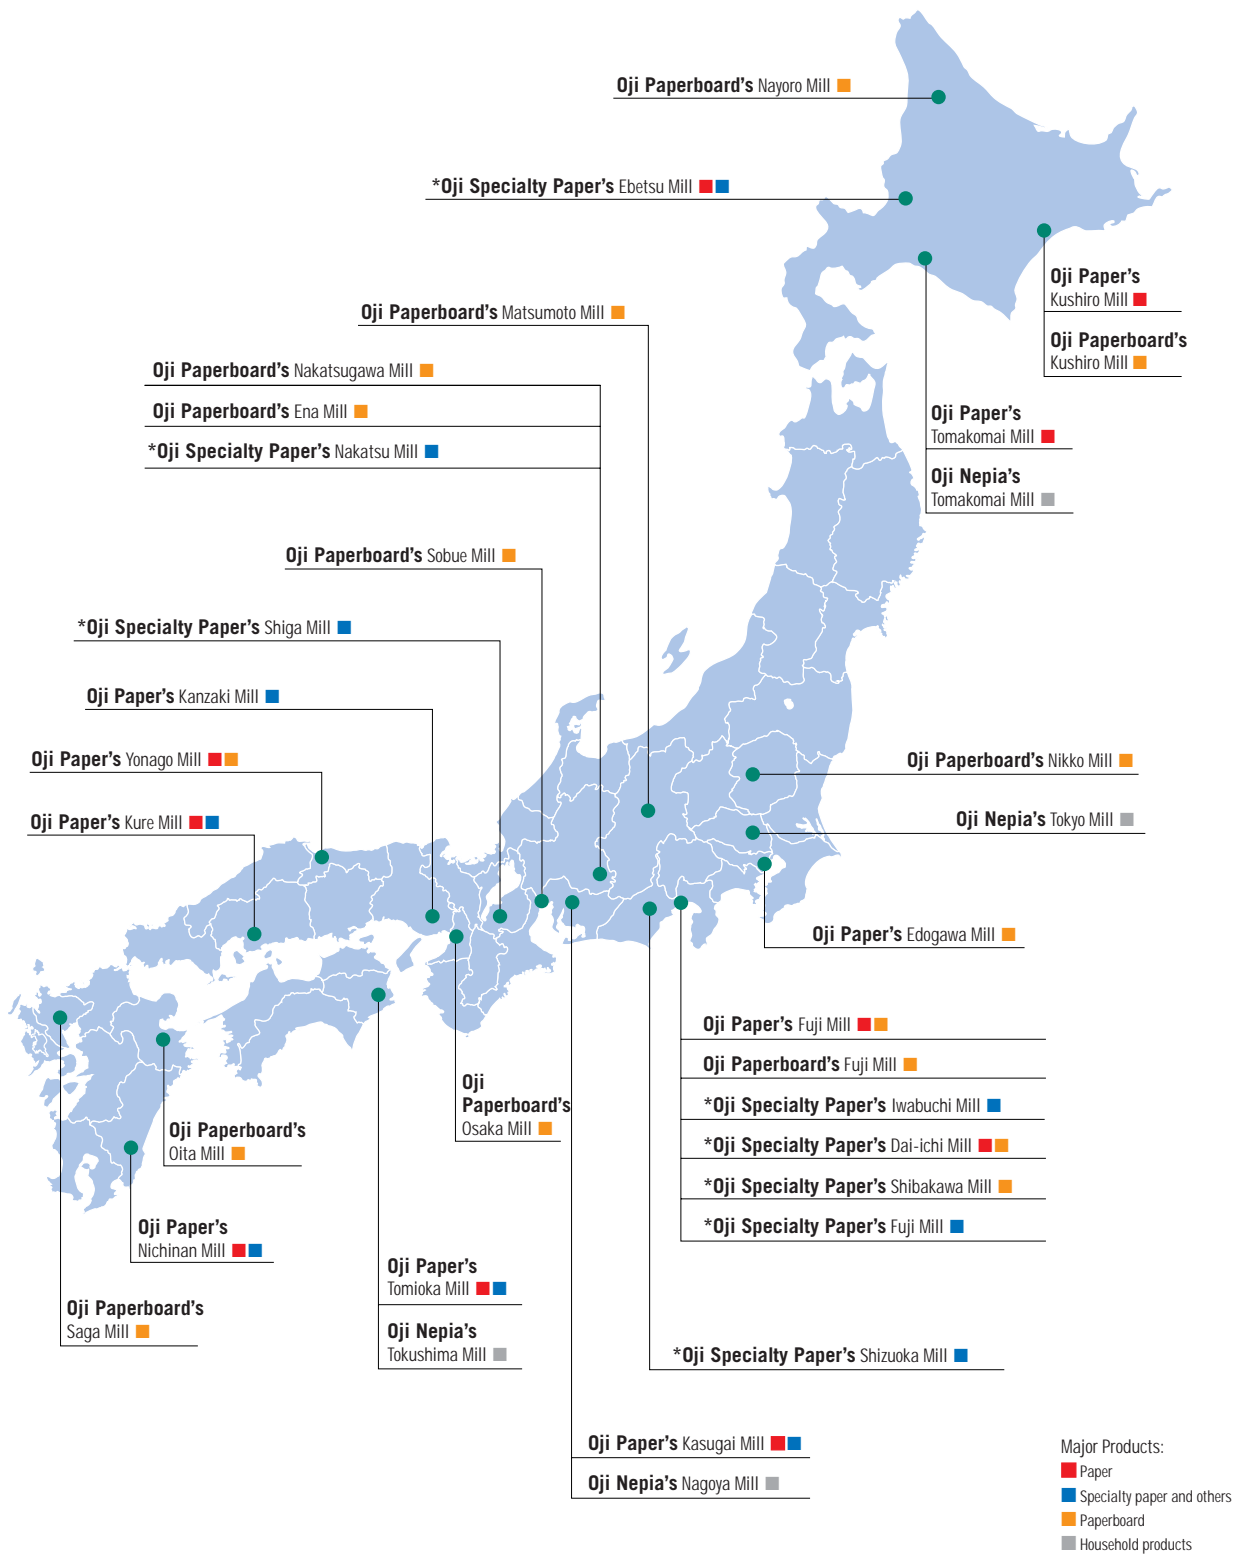 Oji Paperboard's Nayoro Mill
*Oji Specialty Paper's Ebetsu Mill
Oji Paper's
Kushiro Mill
Oji Paperboard's
Kushiro Mill
Oji Paperboard's Matsumoto Mill
Oji Paperboard's Nakatsugawa Mill
Oji Paperboard's Ena Mill
*Oji Specialty Paper's Nakatsu Mill
Oji Paper's
Tomakomai Mill
Oji Nepia's
Tomakomai Mill
Oji Paperboard's Sobue Mill
*Oji Specialty Paper's Shiga Mill
Oji Paper's Kanzaki Mill
Oji Paper's Yonago Mill
Oji Paper's Kure Mill
Oji Paperboard's Nikko Mill
Oji Nepia's Tokyo Mill
Oji Paper's Edogawa Mill
Oji Paper's Fuji Mill
Oji Paperboard's Fuji Mill
*Oji Specialty Paper's Iwabuchi Mill
*Oji Specialty Paper's Dai-ichi Mill
*Oji Specialty Paper's Shibakawa Mill
*Oji Specialty Paper's Fuji Mill
Oji
Paperboard's
Osaka Mill
Oji Paperboard's
Oita Mill
Oji Paper's
Nichinan Mill
Oji Paperboard's
Saga Mill
Oji Paper's
Tomioka Mill
Oji Nepia's
Tokushima Mill
*Oji Specialty Paper's Shizuoka Mill
Oji Paper's Kasugai Mill
Oji Nepia's Nagoya Mill
Major Products:
Paper
Specialty paper and others
Paperboard
Household products